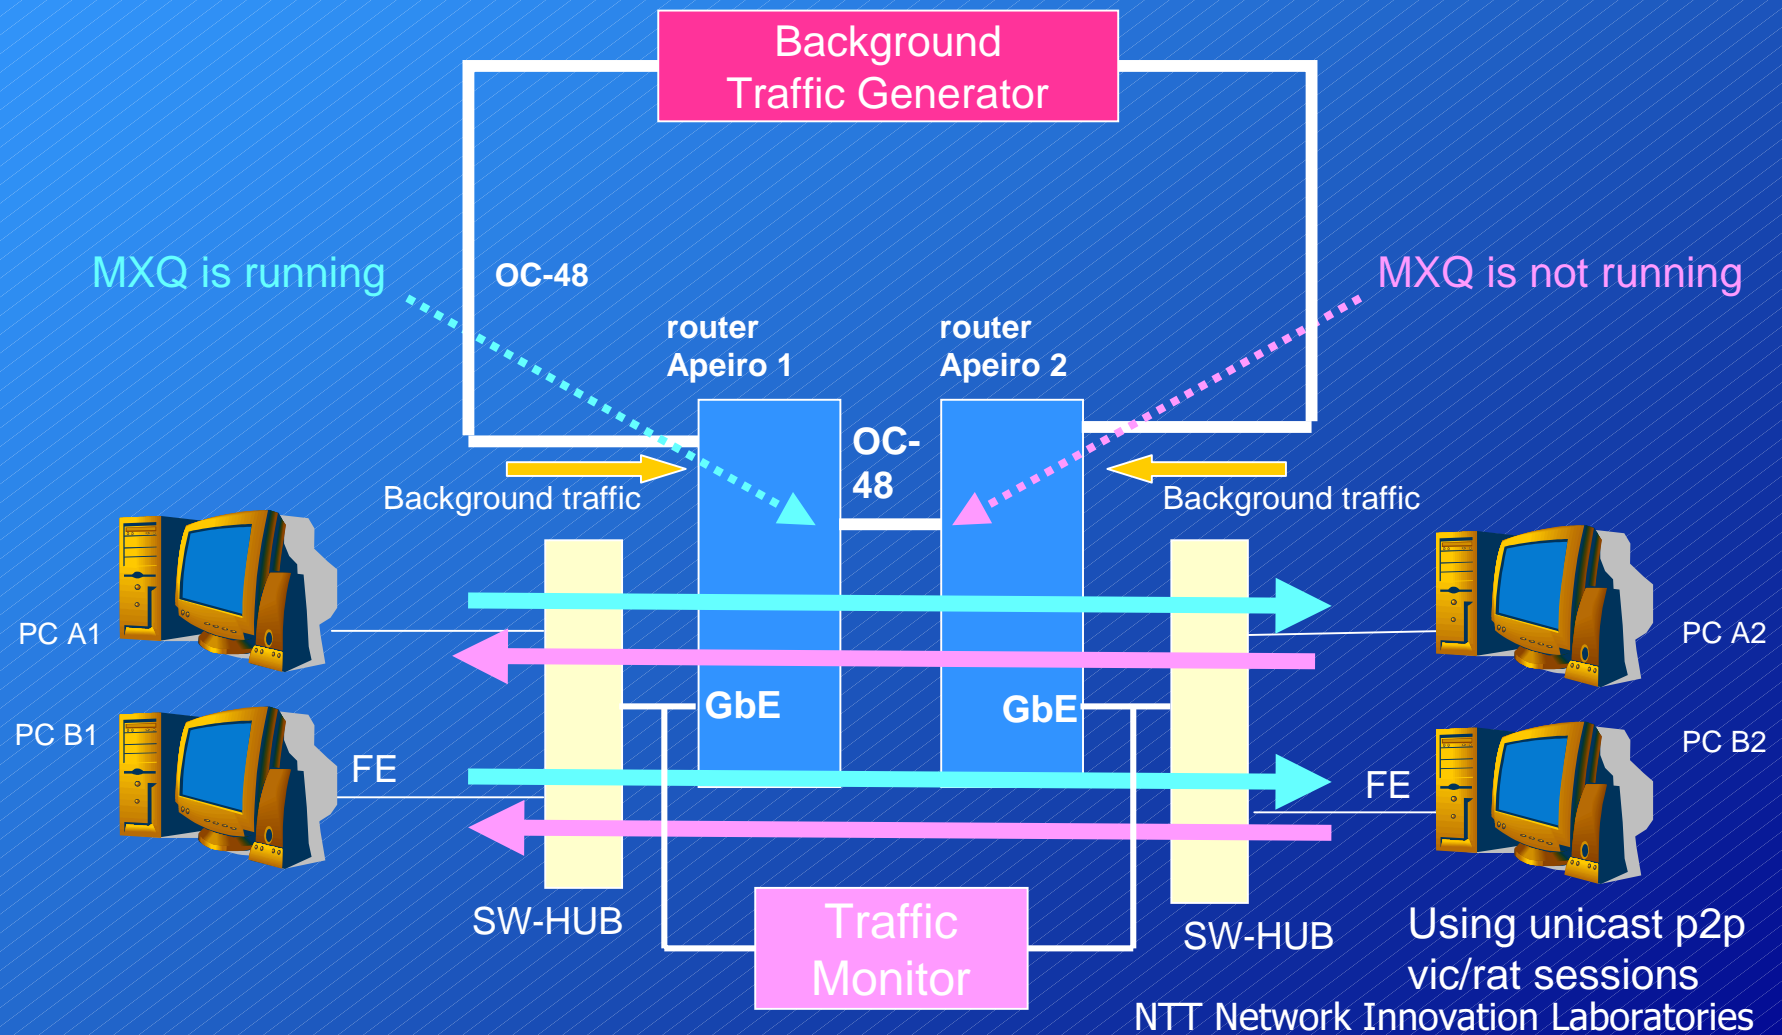 Background
Traffic Generator
MXQ is running
OC-48
MXQ is not running
router
Apeiro 1
router
Apeiro 2
OC-
48
Background traffic
Background traffic
PC A1
PC A2
GbE
GbE
PC B1
PC B2
FE
FE
SW-HUB
Traffic
Monitor
SW-HUB
Using unicast p2p
vic/rat sessions
NTT Network Innovation Laboratories